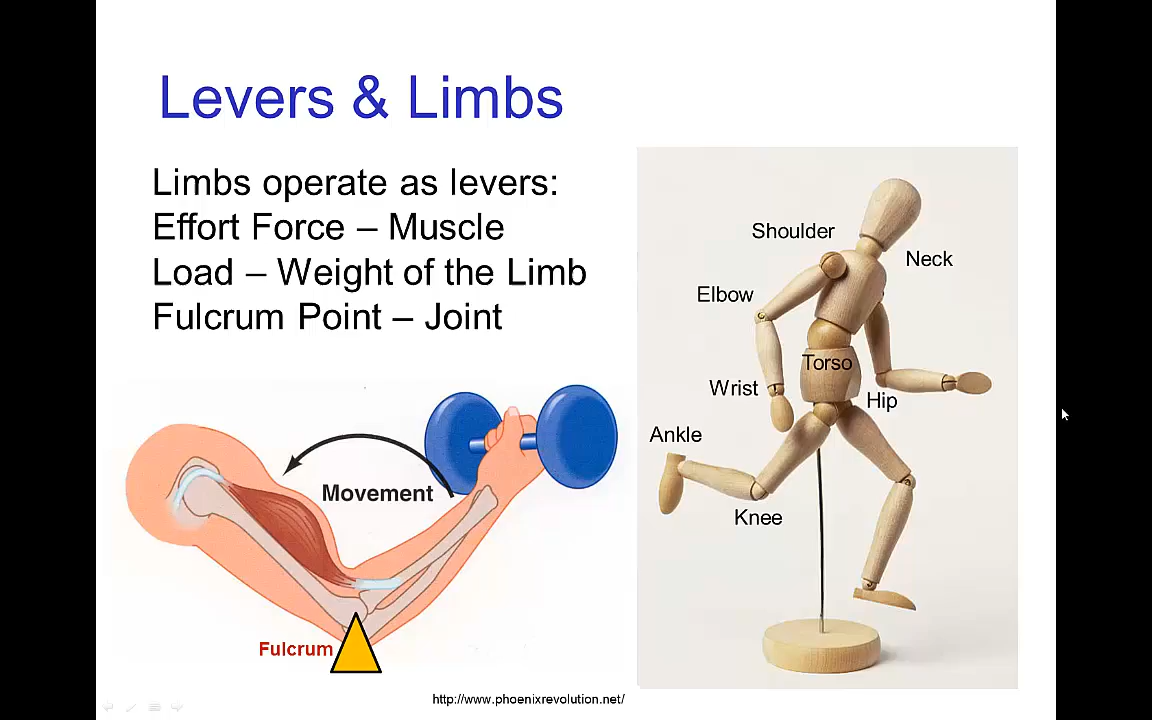 Levers & Limbs
Limbs operate as levers:
Effort Force – Muscle
Load – Weight of the Limb
Fulcrum Point – Joint
Movement
Fulcrum
Shoulder
Neck
Elbow
Torso
Wrist
Hip
Ankle
Knee
http://www.phoenixrevolution.net/